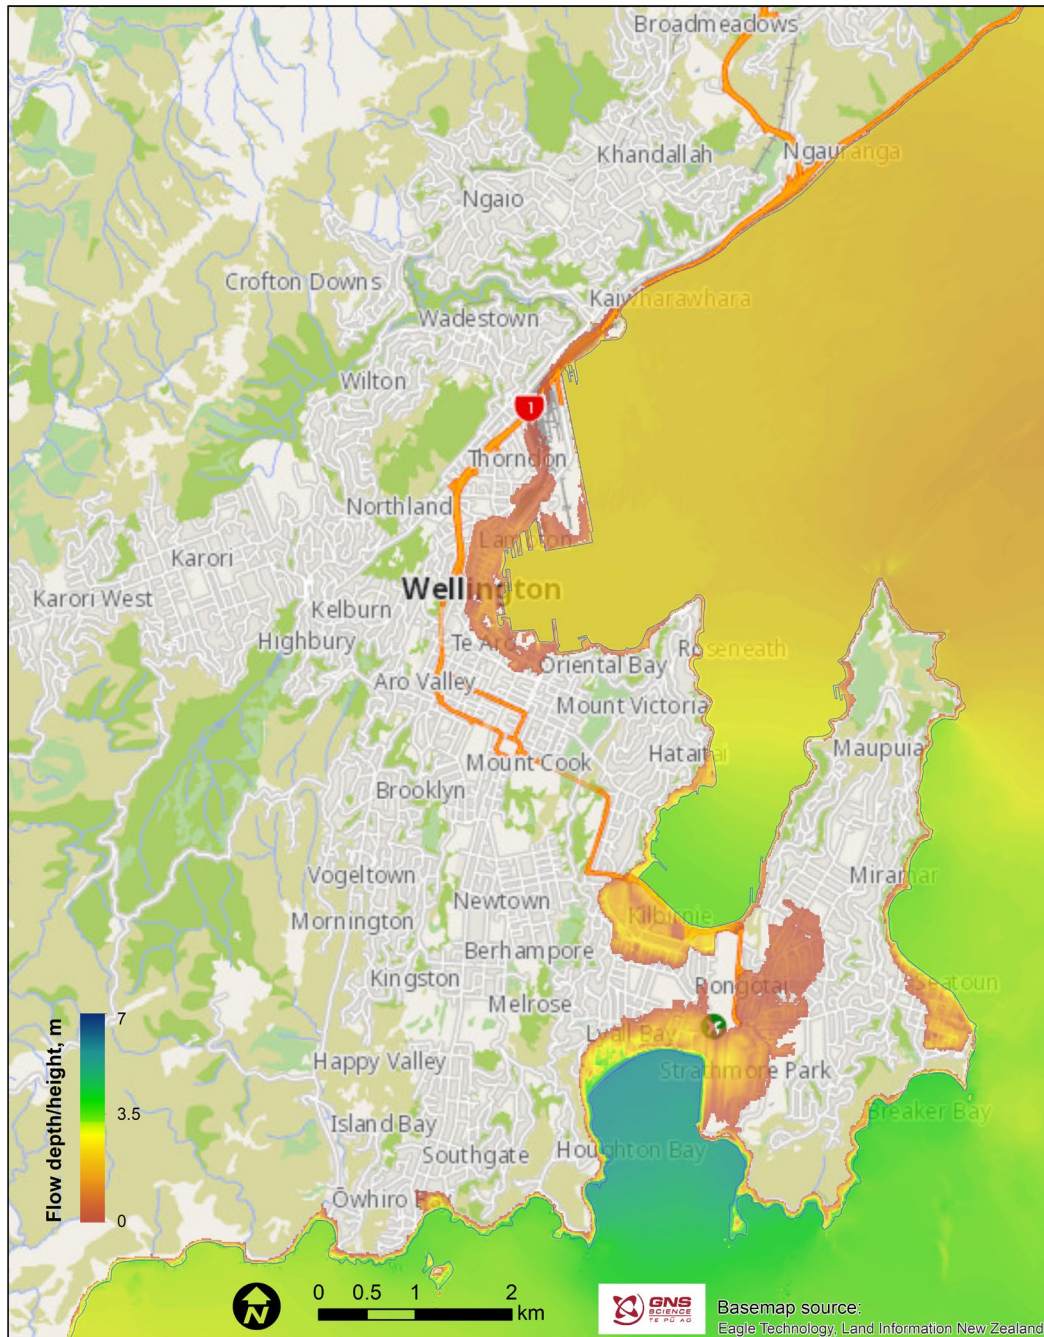 Broadmeadows
Khandallah
Ngauranga
Ngaio
Crofton Downs
Kaiwharawhara
Wadestown
Wilton
1
Thorndon
Northland
Lambton
Karori
Wellington
Karori West
Kelburn
Highbury
Te Aro
Roseneath
Oriental Bay
Aro Valley
Mount Victoria
Hataitai
Maupuia
Mount Cook
Brooklyn
Vogeltown
Miramar
Newtown
Mornington
Kilbirnie
Berhampore
Kingston
Rongotai
Seatoun
Melrose
Lyall Bay
Happy Valley
Strathmore Park
Breaker Bay
Island Bay
Southgate
Houghton Bay
Ōwhiro
Flow depth/height, m
7
3.5
0
N
0 0.5 1 2
km
GNS
SCIENCE
TE PŪ AO
Basemap source:
Eagle Technology, Land Information New Zealand